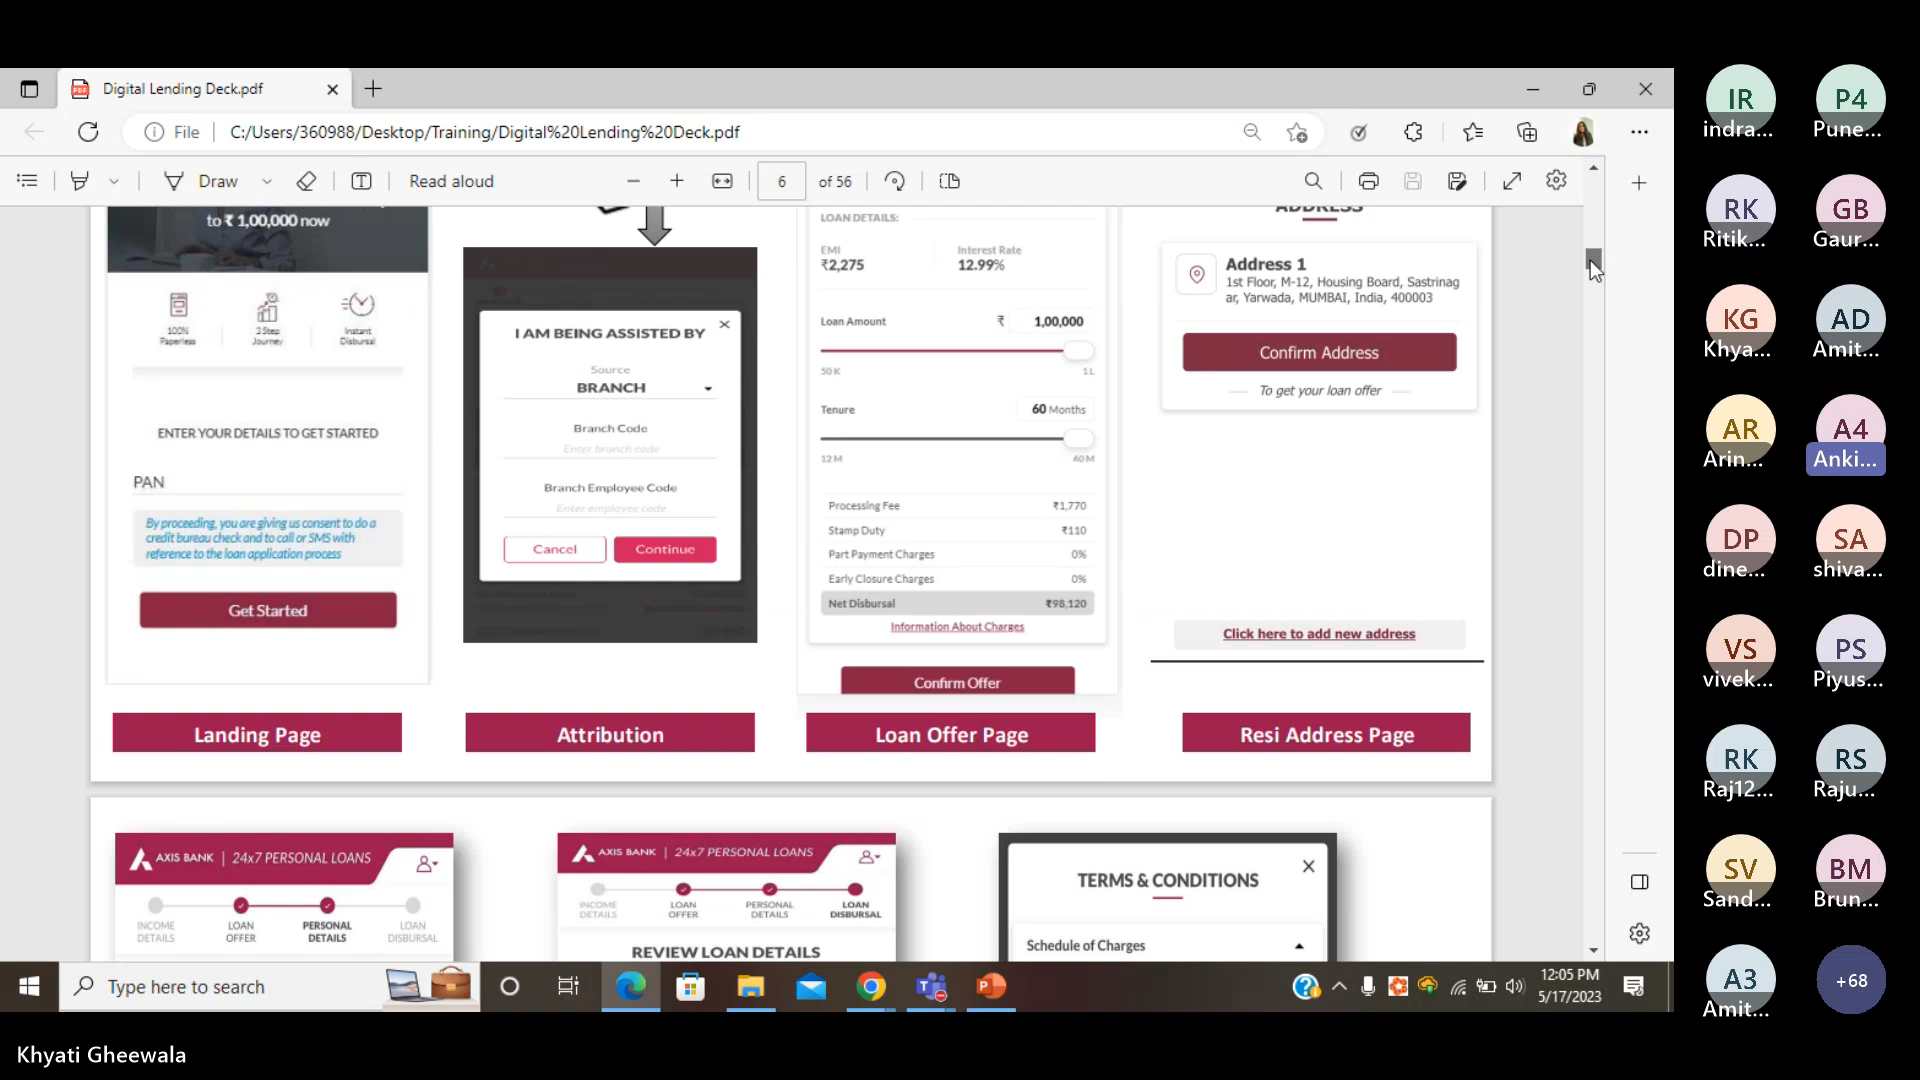 Digital Lending Deck.pdf
File
C:/Users/360988/Desktop/Training/Digital%20Lending%20Deck.pdf
Draw
Read aloud
6
of 56
to ₹ 1,00,000 now
100% Paperless
3 Step Journey
Instant Disbursal
ENTER YOUR DETAILS TO GET STARTED
PAN
By proceeding, you are giving us consent to do a
credit bureau check and to call or SMS with
reference to the loan application process
Get Started
Landing Page
I AM BEING ASSISTED BY
Source
BRANCH
Branch Code
Enter branch code
Branch Employee Code
Enter employee code
Cancel
Continue
Attribution
LOAN DETAILS:
EMI
₹2,275
Interest Rate
12.99%
Loan Amount
₹ 1,00,000
50 K
1 L
Tenure
60 Months
12 M
60 M
Processing Fee ₹1,770
Stamp Duty ₹110
Part Payment Charges 0%
Early Closure Charges 0%
Net Disbursal ₹98,120
Information About Charges
Confirm Offer
Loan Offer Page
ADDRESS
Address 1
1st Floor, M-12, Housing Board, Sastrinag
ar, Yarwada, MUMBAI, India, 400003
Confirm Address
To get your loan offer
Click here to add new address
Resi Address Page
AXIS BANK | 24x7 PERSONAL LOANS
INCOME DETAILS
LOAN OFFER
PERSONAL DETAILS
LOAN DISBURSAL
AXIS BANK | 24x7 PERSONAL LOANS
INCOME DETAILS
LOAN OFFER
PERSONAL DETAILS
LOAN DISBURSAL
REVIEW LOAN DETAILS
TERMS & CONDITIONS
Schedule of Charges
Type here to search
12:05 PM
5/17/2023
IR
indra...
P4
Pune...
RK
Ritik...
GB
Gaur...
KG
Khya...
AD
Amit...
AR
Arin...
A4
Anki...
DP
dine...
SA
shiva...
VS
vivek...
PS
Piyus...
RK
Raj12...
RS
Raju...
SV
Sand...
BM
Brun...
A3
Amit...
+68
Khyati Gheewala